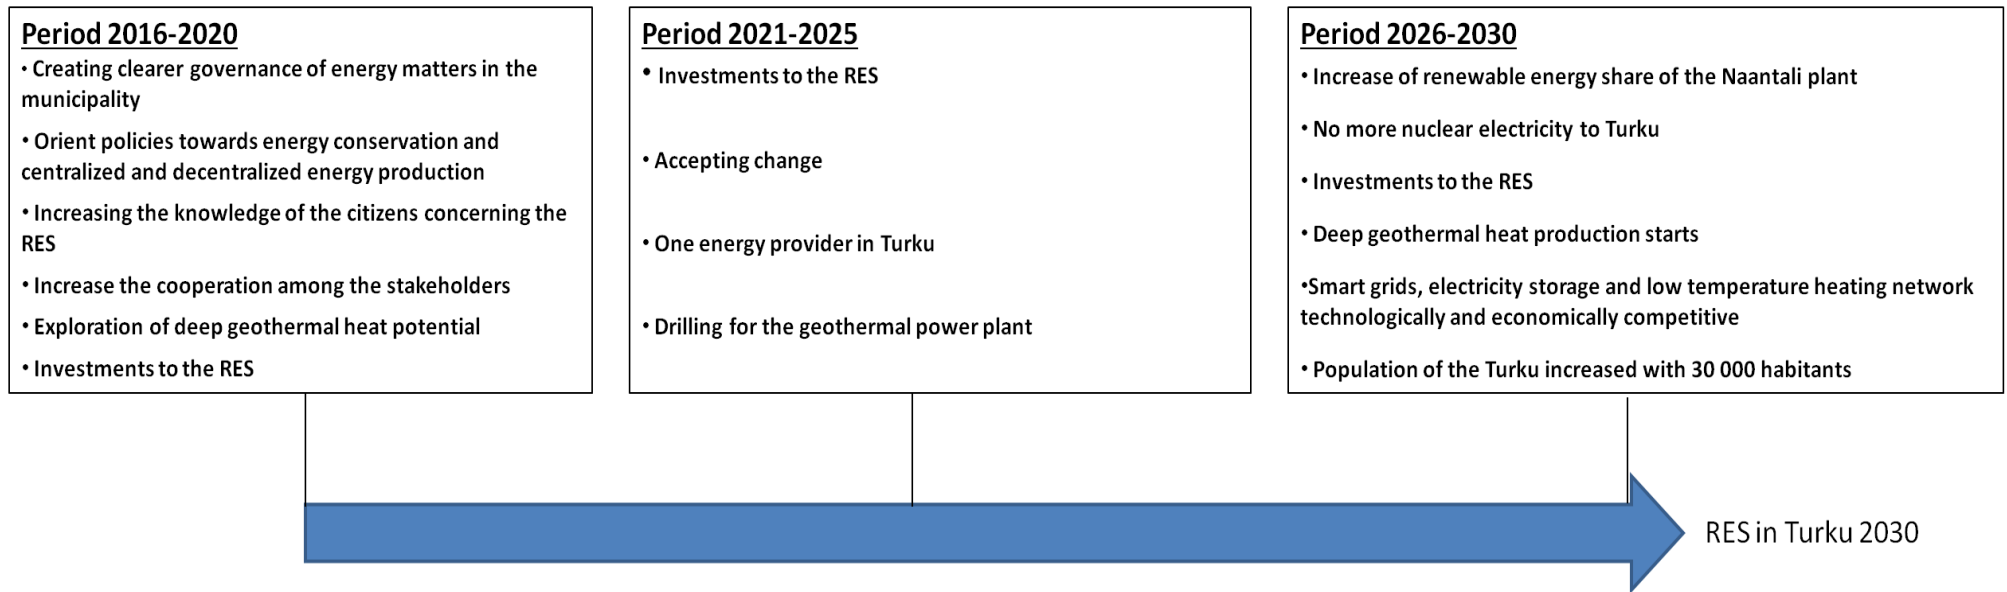 Period 2016-2020
• Creating clearer governance of energy matters in the
municipality
• Orient policies towards energy conservation and
centralized and decentralized energy production
• Increasing the knowledge of the citizens concerning the
RES
• Increase the cooperation among the stakeholders
• Exploration of deep geothermal heat potential
• Investments to the RES
Period 2021-2025
• Investments to the RES
• Accepting change
• One energy provider in Turku
• Drilling for the geothermal power plant
Period 2026-2030
• Increase of renewable energy share of the Naantali plant
• No more nuclear electricity to Turku
• Investments to the RES
• Deep geothermal heat production starts
•Smart grids, electricity storage and low temperature heating network
technologically and economically competitive
• Population of the Turku increased with 30 000 habitants
RES in Turku 2030